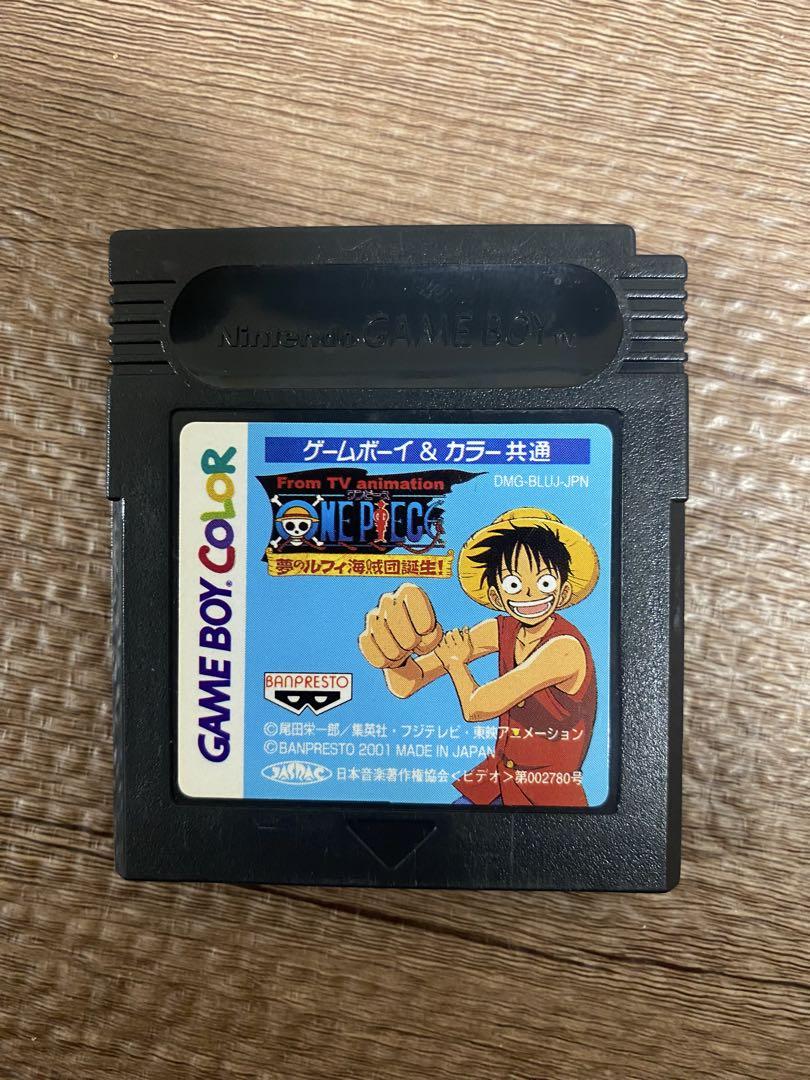 Nintendo GAME BOY TM
GAME BOY COLOR
ゲームボーイ & カラー 共通
From TV animation
DMG-BLUJ-JPN
ワンピース
ONE PIECE
夢のルフィ海賊団誕生!
BANPRESTO
©尾田栄一郎／集英社・フジテレビ・東映アニメーション
©BANPRESTO 2001 MADE IN JAPAN
JASRAC 日本音楽著作権協会<ビデオ>第002780号